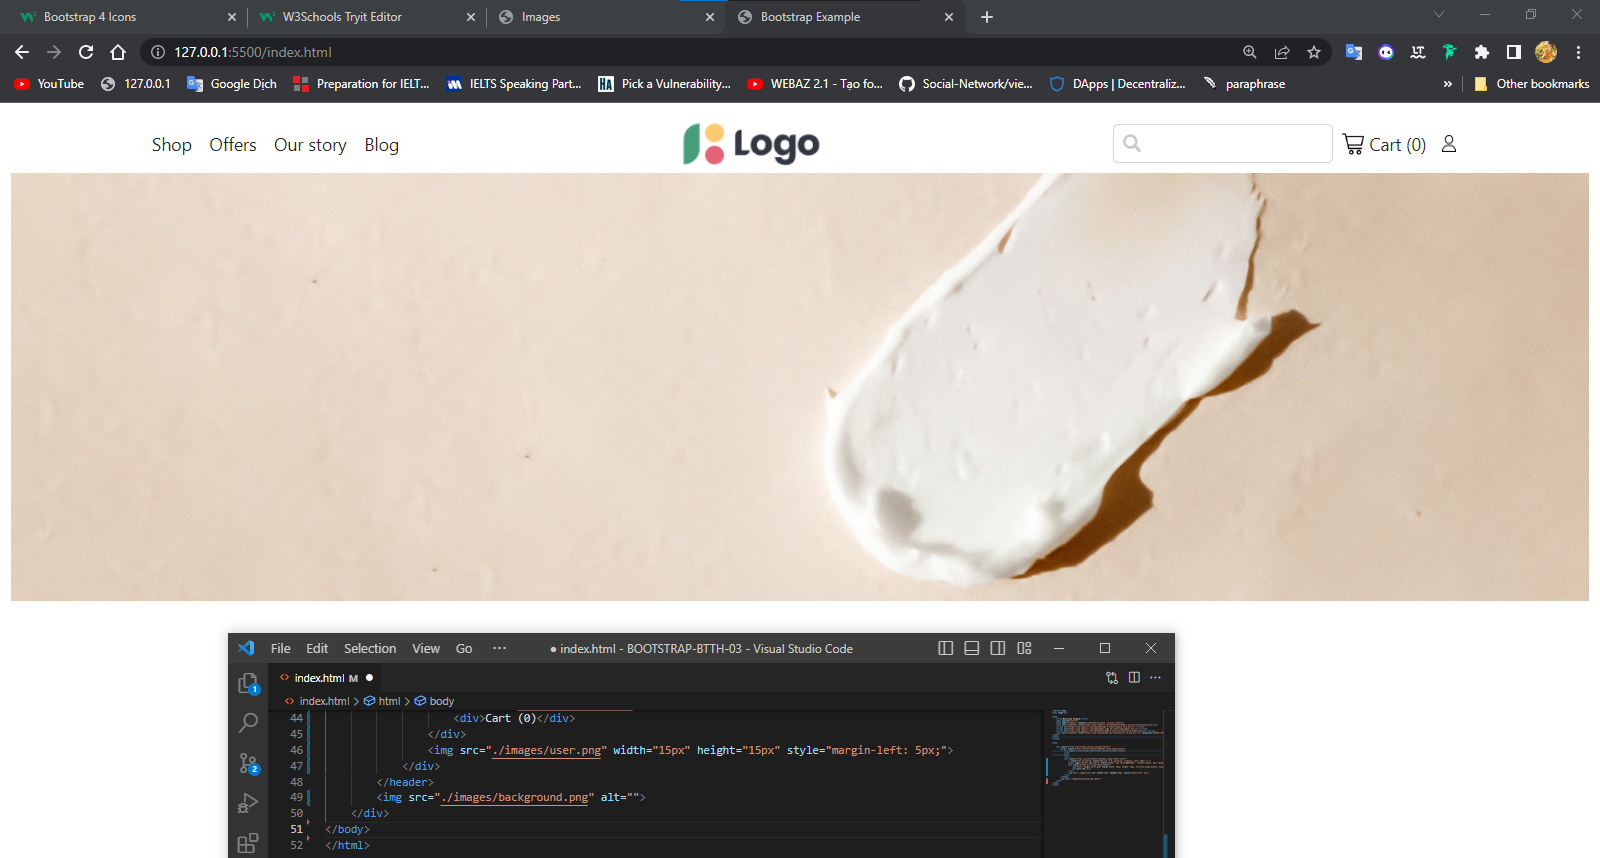 Bootstrap 4 Icons
W3Schools Tryit Editor
Images
Bootstrap Example
127.0.0.1:5500/index.html
YouTube
127.0.0.1
Google Dịch
Preparation for IELT...
IELTS Speaking Part...
HA
Pick a Vulnerability...
WEBAZ 2.1 - Tạo fo...
Social-Network/vie...
DApps | Decentraliz...
paraphrase
»
Other bookmarks
Shop Offers Our story Blog
Logo
Cart (0)
File Edit Selection View Go ···
● index.html - BOOTSTRAP-BTTH-03 - Visual Studio Code
index.html M
index.html > html > body
44 <div>Cart (0)</div>
45 </div>
46 <img src="./images/user.png" width="15px" height="15px" style="margin-left: 5px;">
47 </div>
48 </header>
49 <img src="./images/background.png" alt="">
50 </div>
51 </body>
52 </html>
1
2